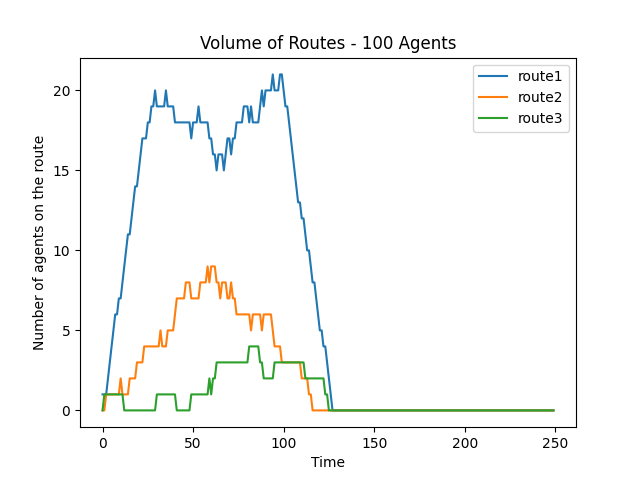 Volume of Routes - 100 Agents
route1
route2
route3
Number of agents on the route
20
15
10
5
0
0 50 100 150 200 250
Time